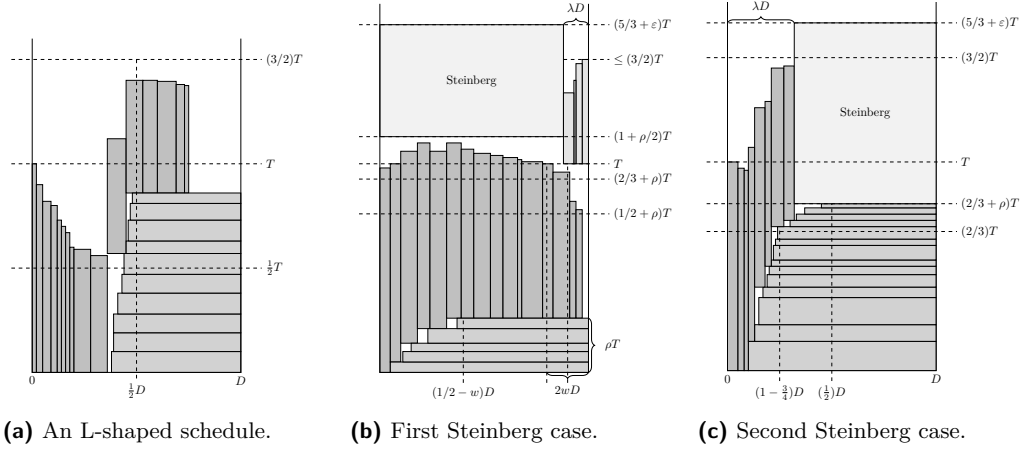 (3/2)T
T
½T
0
½D
D
λD
(5/3 + ε)T
≤ (3/2)T
Steinberg
(1 + ρ/2)T
T
(2/3 + ρ)T
(1/2 + ρ)T
ρT
(1/2 − w)D
2wD
λD
(5/3 + ε)T
(3/2)T
Steinberg
T
(2/3 + ρ)T
(2/3)T
0
D
(1 − ¾)D
(½)D
(a) An L-shaped schedule.
(b) First Steinberg case.
(c) Second Steinberg case.